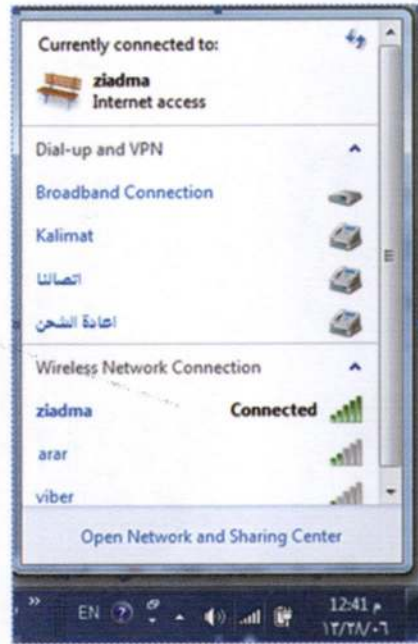 Currently connected to:
ziadma
Internet access
Dial-up and VPN
Broadband Connection
Kalimat
اتصالنا
اعادة الشحن
Wireless Network Connection
ziadma Connected
arar
viber
Open Network and Sharing Center
EN 12:41 م